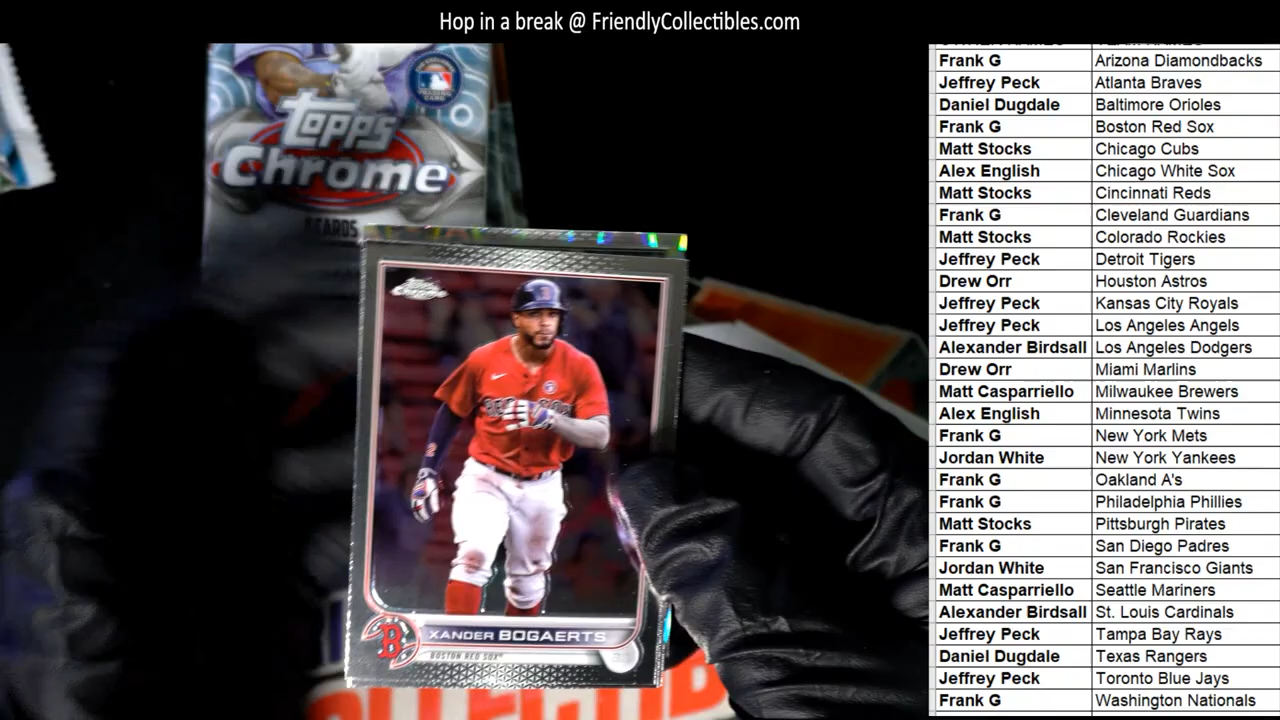 Hop in a break @ FriendlyCollectibles.com
Topps
Chrome
CARDS
Topps
Chrome
XANDER BOGAERTS
BOSTON RED SOX
B
Frank G Arizona Diamondbacks
Jeffrey Peck Atlanta Braves
Daniel Dugdale Baltimore Orioles
Frank G Boston Red Sox
Matt Stocks Chicago Cubs
Alex English Chicago White Sox
Matt Stocks Cincinnati Reds
Frank G Cleveland Guardians
Matt Stocks Colorado Rockies
Jeffrey Peck Detroit Tigers
Drew Orr Houston Astros
Jeffrey Peck Kansas City Royals
Jeffrey Peck Los Angeles Angels
Alexander Birdsall Los Angeles Dodgers
Drew Orr Miami Marlins
Matt Casparriello Milwaukee Brewers
Alex English Minnesota Twins
Frank G New York Mets
Jordan White New York Yankees
Frank G Oakland A's
Frank G Philadelphia Phillies
Matt Stocks Pittsburgh Pirates
Frank G San Diego Padres
Jordan White San Francisco Giants
Matt Casparriello Seattle Mariners
Alexander Birdsall St. Louis Cardinals
Jeffrey Peck Tampa Bay Rays
Daniel Dugdale Texas Rangers
Jeffrey Peck Toronto Blue Jays
Frank G Washington Nationals